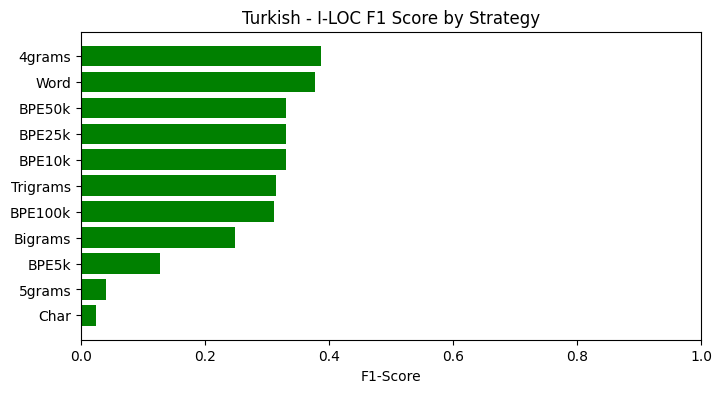 Turkish - I-LOC F1 Score by Strategy
4grams
Word
BPE50k
BPE25k
BPE10k
Trigrams
BPE100k
Bigrams
BPE5k
5grams
Char
0.0 0.2 0.4 0.6 0.8 1.0
F1-Score